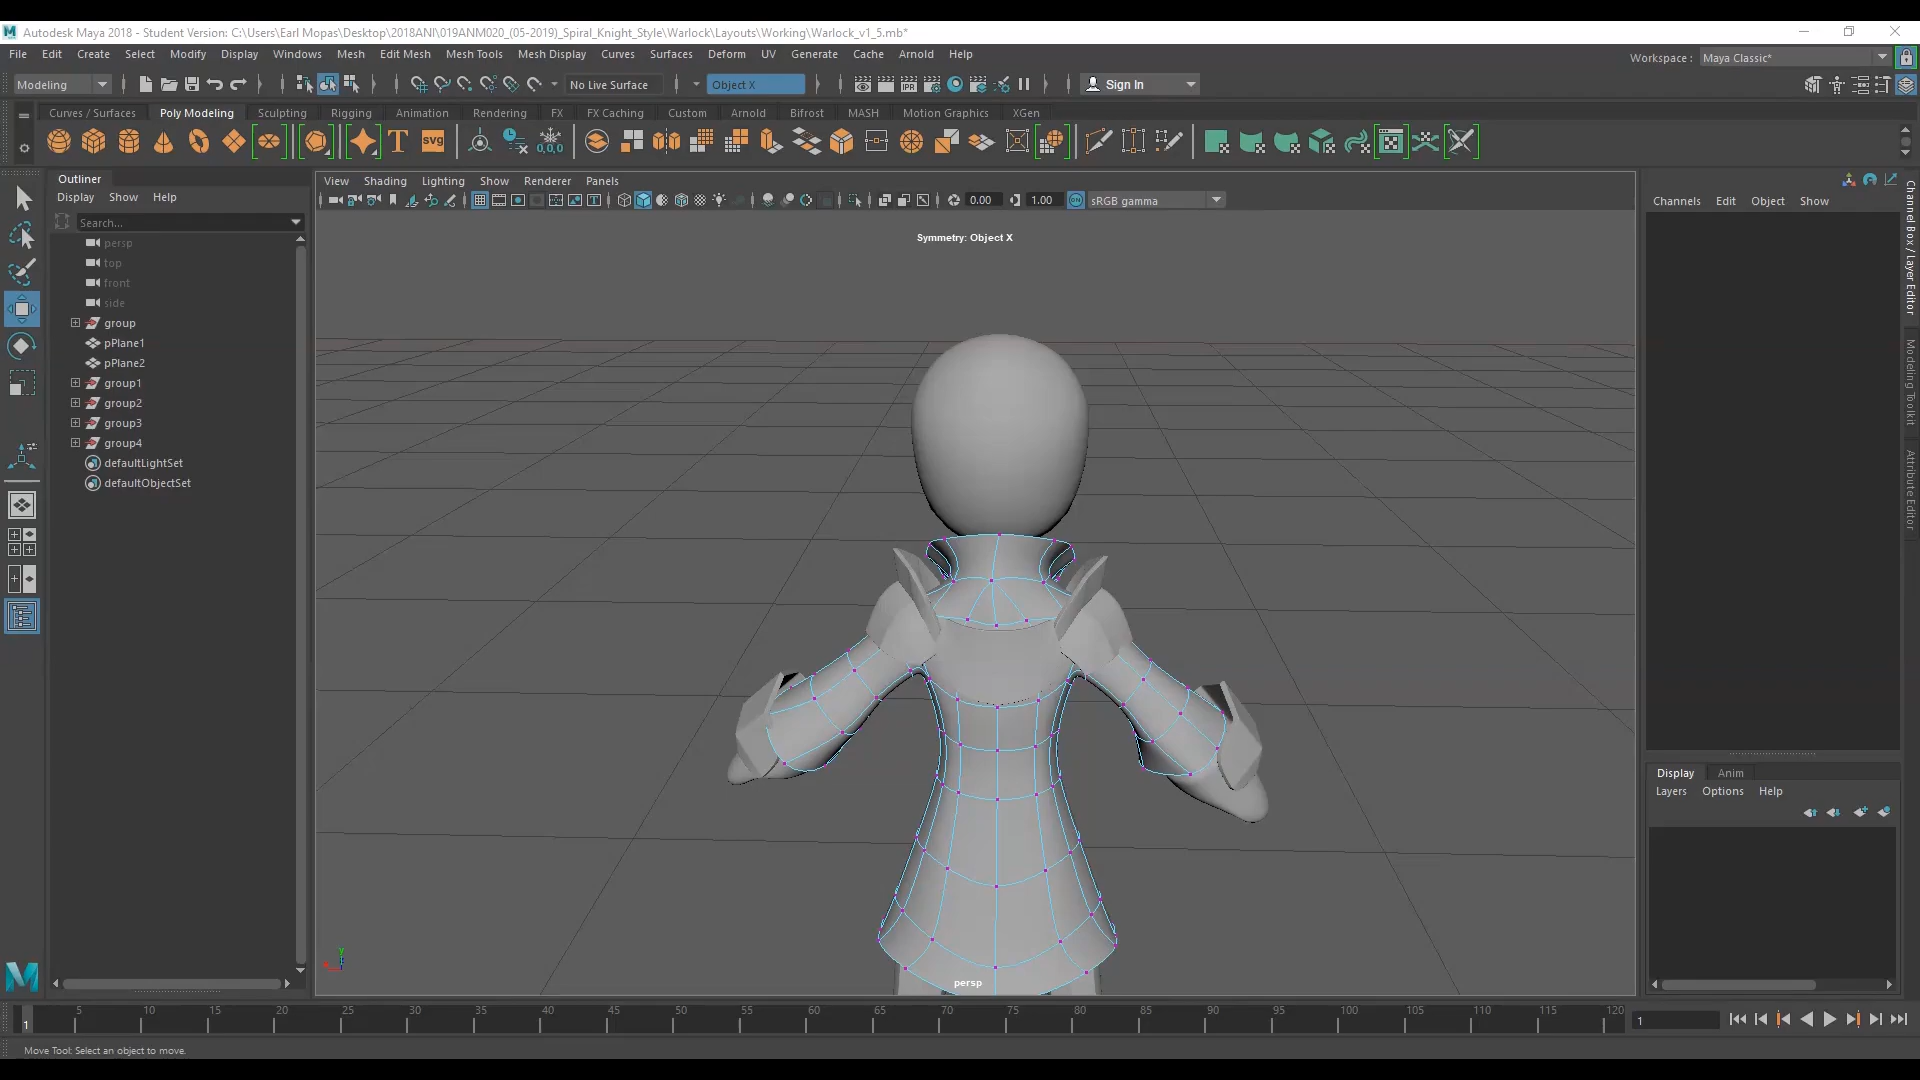 Autodesk Maya 2018 - Student Version: C:\Users\Earl Mopas\Desktop\2018ANI\019ANM020_(05-2019)_Spiral_Knight_Style\Warlock\Layouts\Working\Warlock_v1_5.mb*
File Edit Create Select Modify Display Windows Mesh Edit Mesh Mesh Tools Mesh Display Curves Surfaces Deform UV Generate Cache Arnold Help
Workspace : Maya Classic*
Modeling No Live Surface Object X IPR Sign In
Curves / Surfaces Poly Modeling Sculpting Rigging Animation Rendering FX FX Caching Custom Arnold Bifrost MASH Motion Graphics XGen
T SVG 0,0,0
Outliner
Display Show Help
Search...
persp
top
front
side
group
pPlane1
pPlane2
group1
group2
group3
group4
defaultLightSet
defaultObjectSet
View Shading Lighting Show Renderer Panels
0.00 1.00 ON sRGB gamma
Symmetry: Object X
y
persp
Channels Edit Object Show
Channel Box / Layer Editor
Modeling Toolkit
Attribute Editor
Display Anim
Layers Options Help
5 10 15 20 25 30 35 40 45 50 55 60 65 70 75 80 85 90 95 100 105 110 115 120
1 1
Move Tool: Select an object to move.